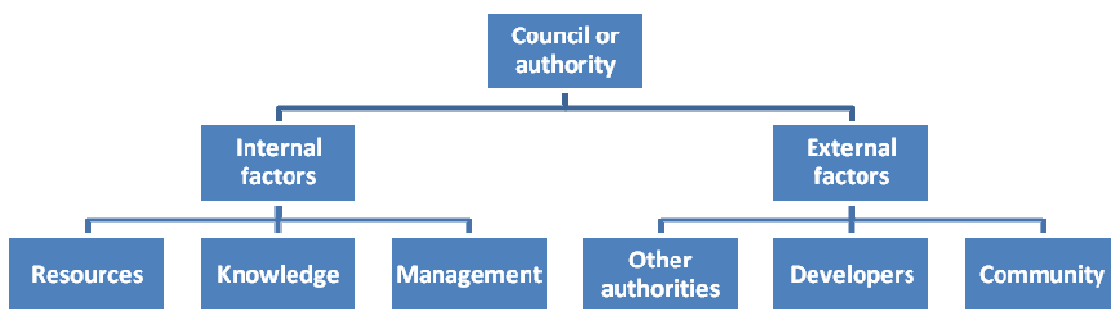 Council or
authority
Internal
factors
External
factors
Resources
Knowledge
Management
Other
authorities
Developers
Community